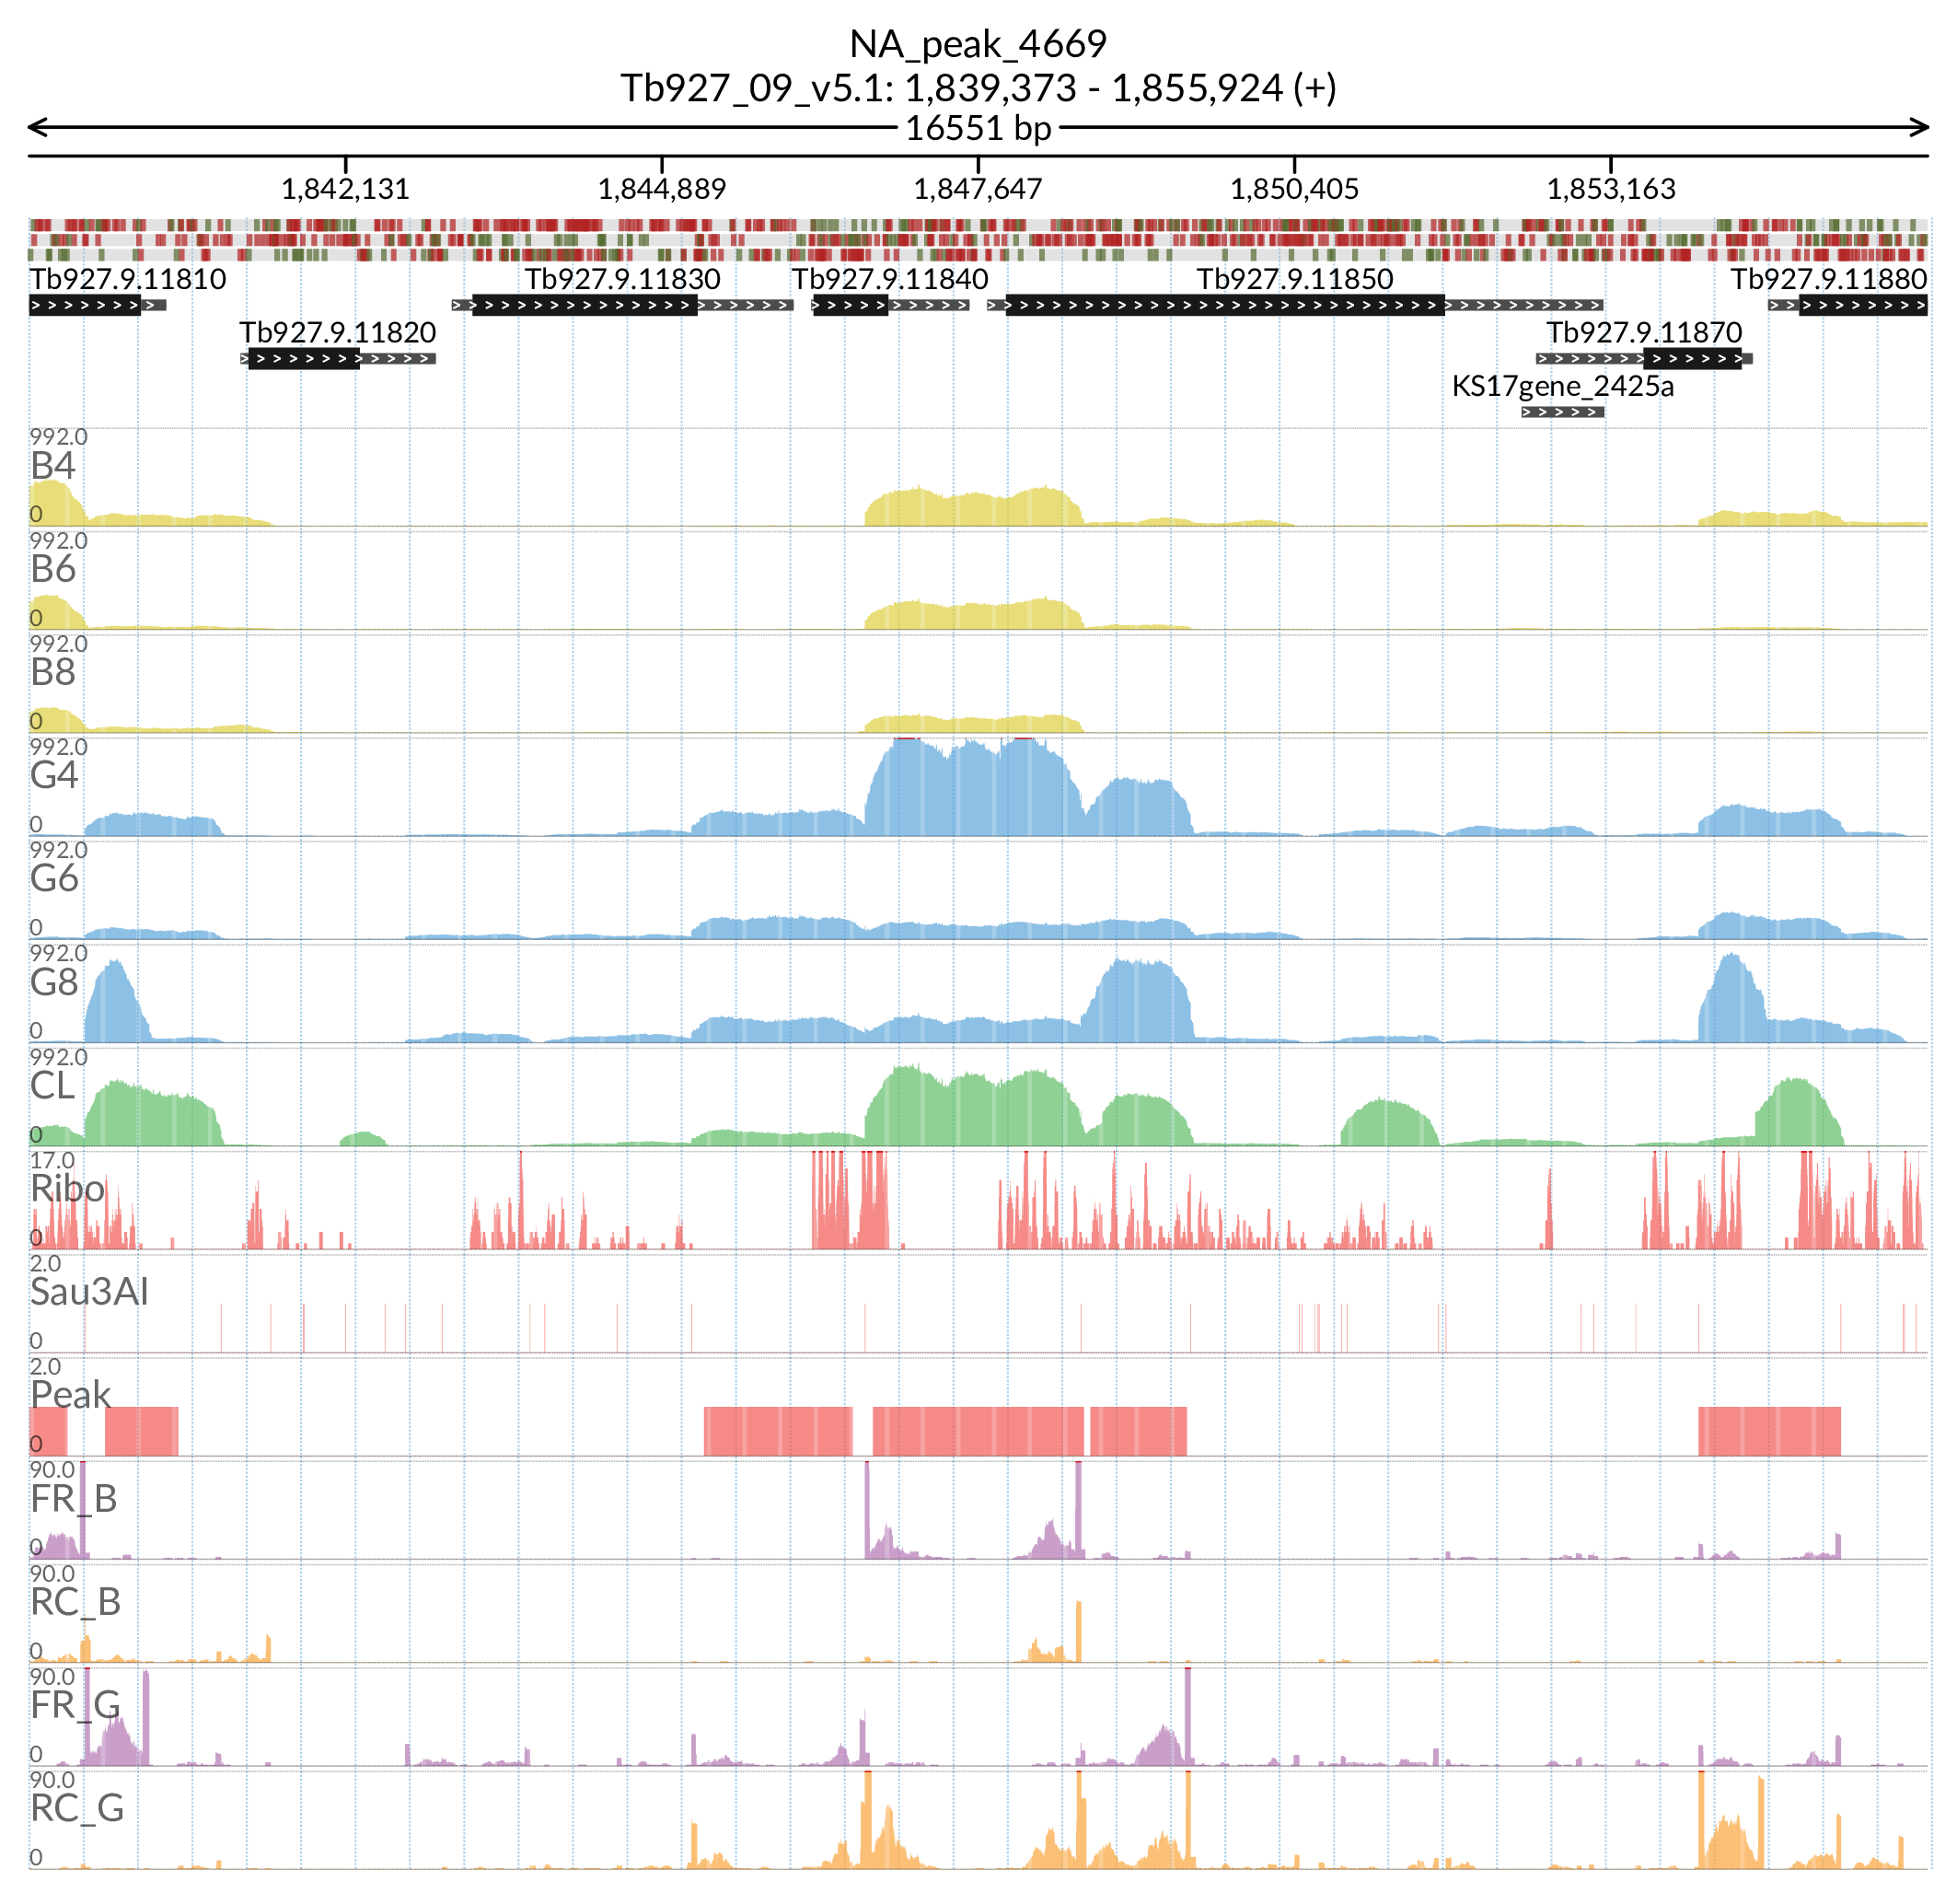 NA_peak_4669
Tb927_09_v5.1: 1,839,373 - 1,855,924 (+)
16551 bp
1,842,131 1,844,889 1,847,647 1,850,405 1,853,163
Tb927.9.11810 Tb927.9.11830 Tb927.9.11840 Tb927.9.11850 Tb927.9.11880
Tb927.9.11820 Tb927.9.11870
KS17gene_2425a
992.0
B4
0
992.0
B6
0
992.0
B8
0
992.0
G4
0
992.0
G6
0
992.0
G8
0
992.0
CL
0
17.0
Ribo
0
2.0
Sau3AI
0
2.0
Peak
0
90.0
FR_B
0
90.0
RC_B
0
90.0
FR_G
0
90.0
RC_G
0